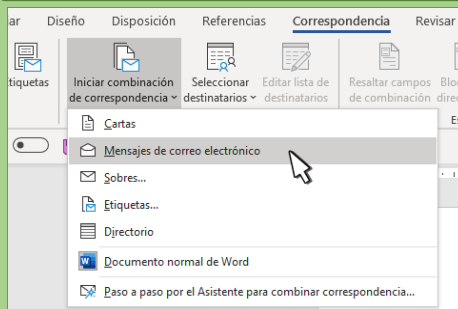 ar Diseño Disposición Referencias Correspondencia Revisar
tiquetas
Iniciar combinación de correspondencia
Seleccionar destinatarios
Editar lista de destinatarios
Resaltar campos de combinación
Cartas
Mensajes de correo electrónico
Sobres...
Etiquetas...
Directorio
Documento normal de Word
Paso a paso por el Asistente para combinar correspondencia...